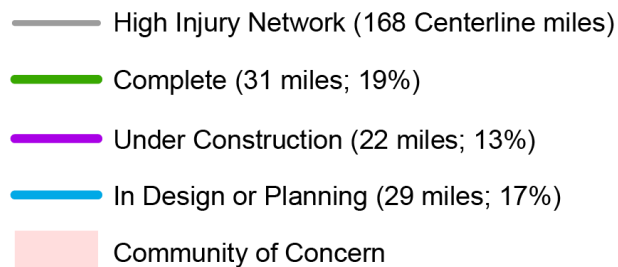 High Injury Network (168 Centerline miles)
Complete (31 miles; 19%)
Under Construction (22 miles; 13%)
In Design or Planning (29 miles; 17%)
Community of Concern